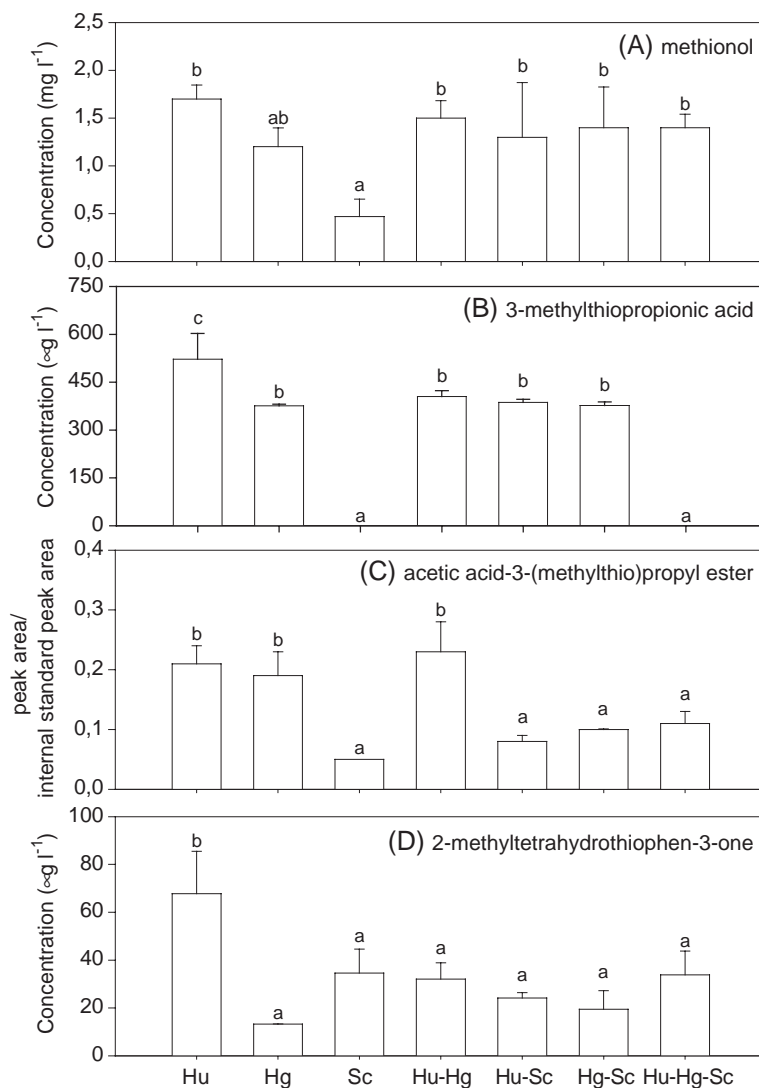 (A) methionol
Concentration (mg l-1)
2,5
2,0
1,5
1,0
0,5
0,0
b
ab
a
b
b
b
b
(B) 3-methylthiopropionic acid
Concentration (∝g l-1)
750
600
450
300
150
0
c
b
a
b
b
b
a
(C) acetic acid-3-(methylthio)propyl ester
peak area/
internal standard peak area
0,4
0,3
0,2
0,1
0,0
b
b
a
b
a
a
a
(D) 2-methyltetrahydrothiophen-3-one
Concentration (∝g l-1)
100
80
60
40
20
0
b
a
a
a
a
a
a
Hu Hg Sc Hu-Hg Hu-Sc Hg-Sc Hu-Hg-Sc